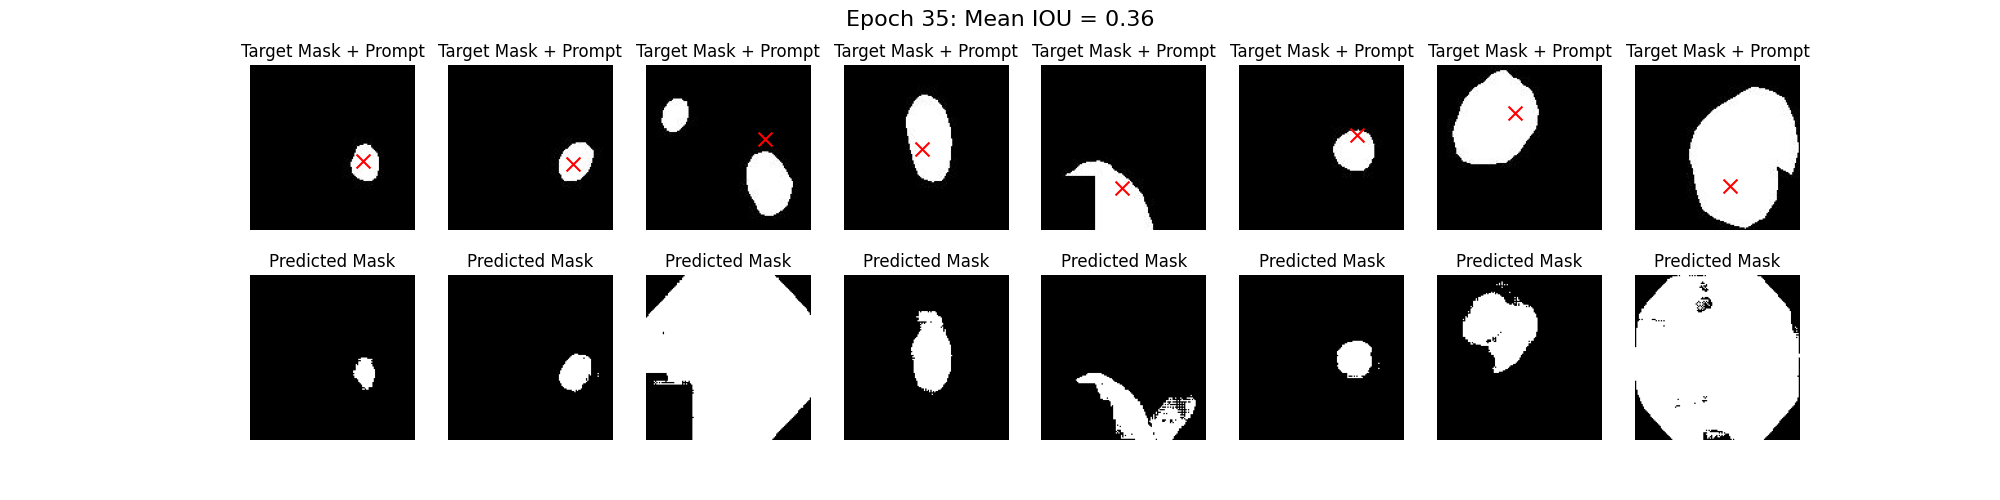 Epoch 35: Mean IOU = 0.36
Target Mask + Prompt Target Mask + Prompt Target Mask + Prompt Target Mask + Prompt Target Mask + Prompt Target Mask + Prompt Target Mask + Prompt Target Mask + Prompt
Predicted Mask Predicted Mask Predicted Mask Predicted Mask Predicted Mask Predicted Mask Predicted Mask Predicted Mask